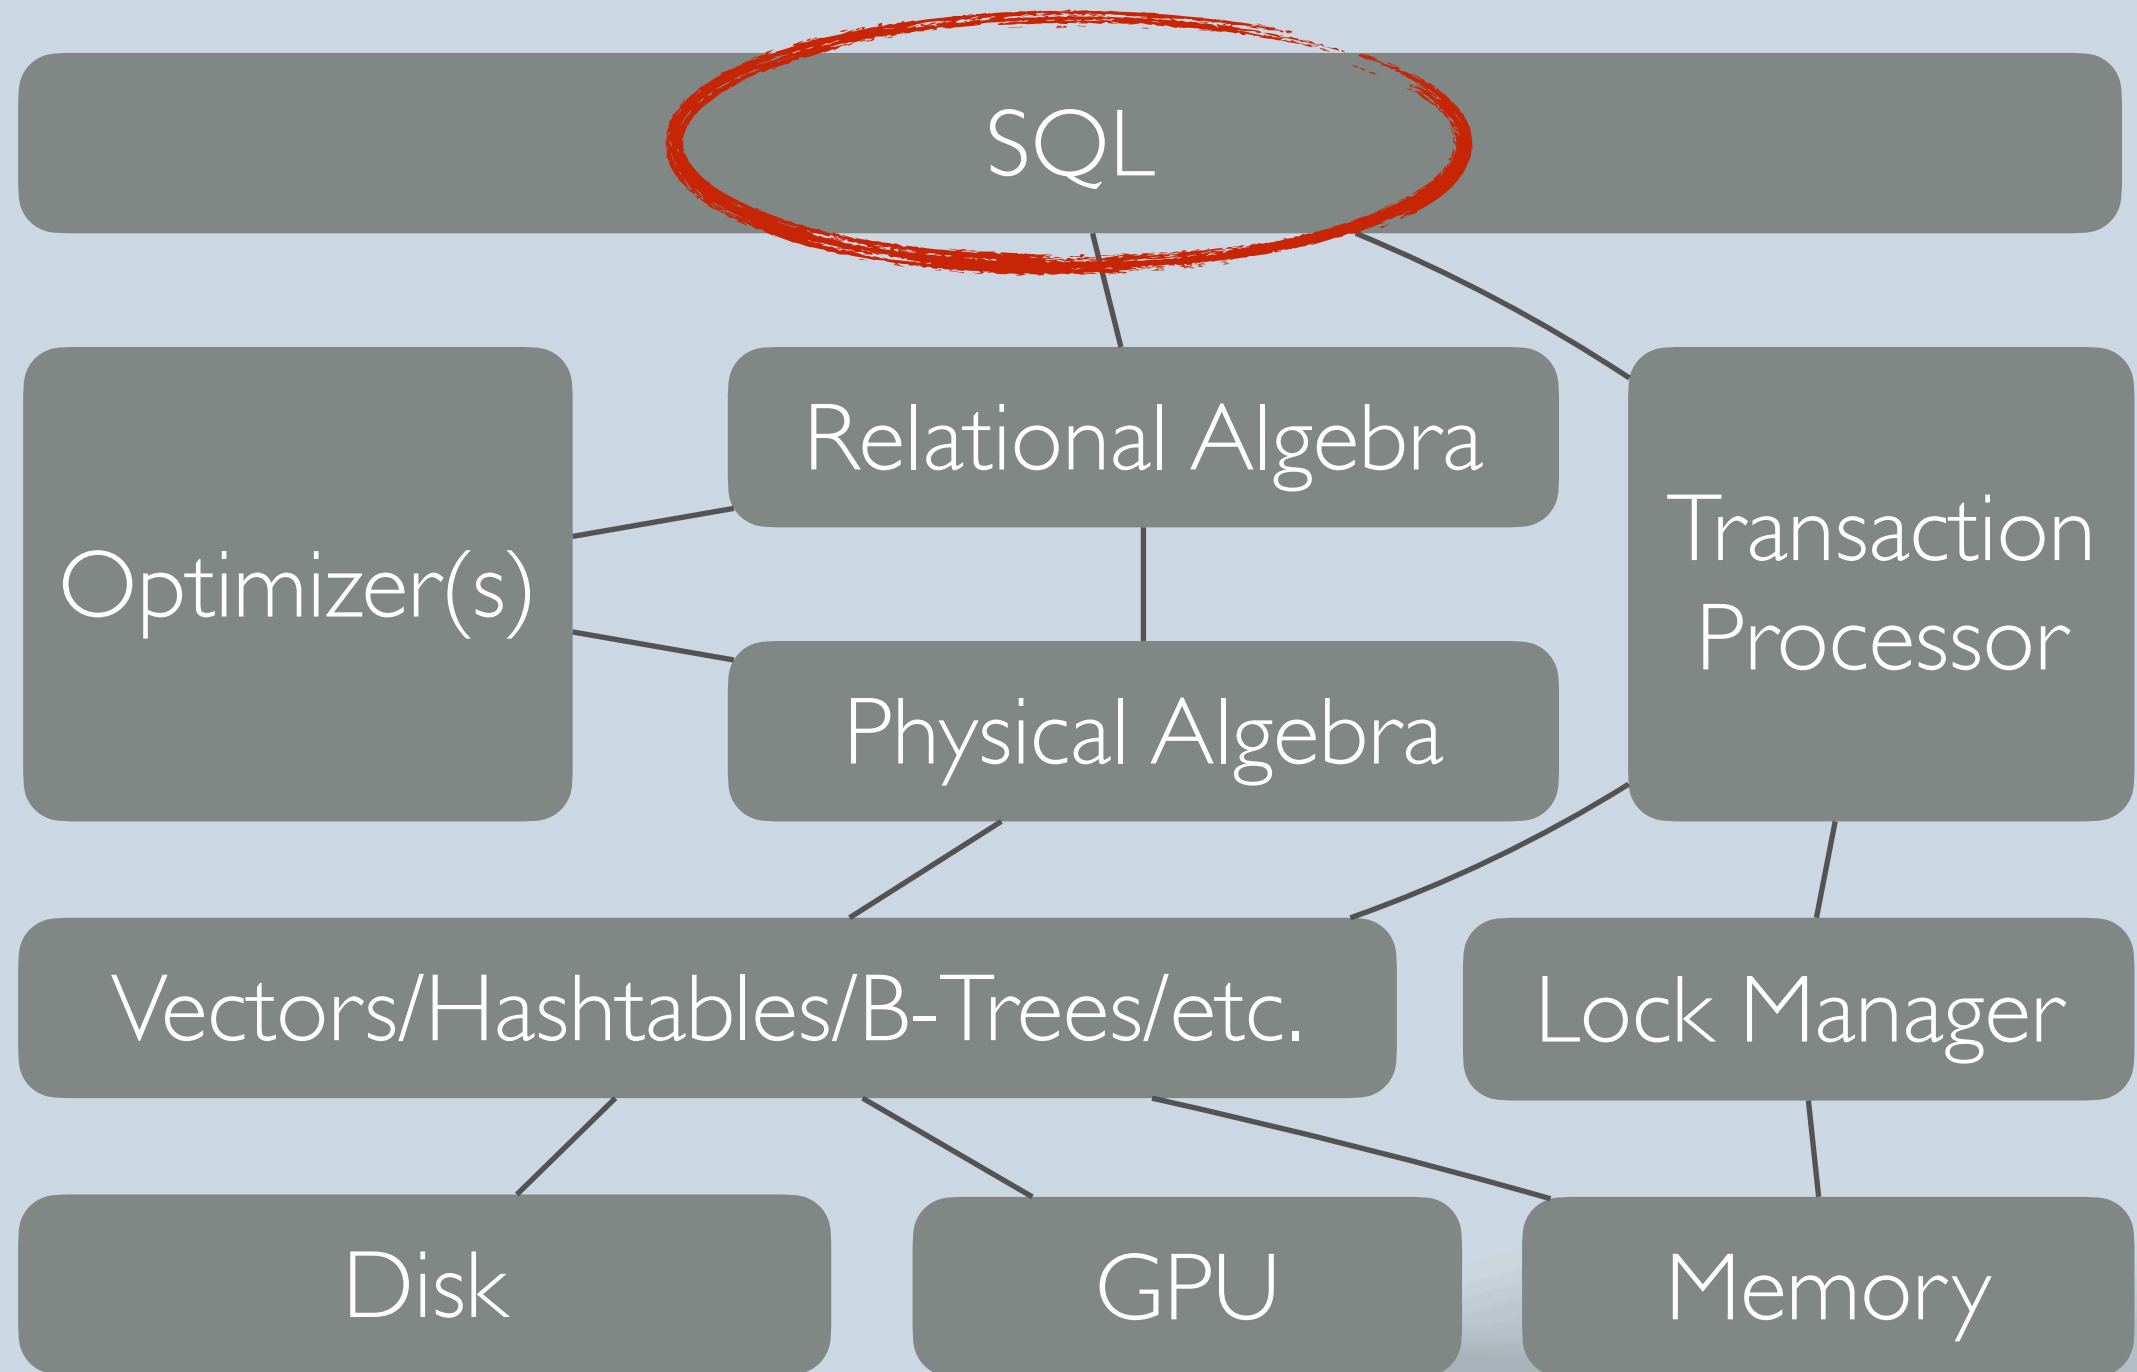 SQL
Relational Algebra
Optimizer(s)
Transaction
Processor
Physical Algebra
Vectors/Hashtables/B-Trees/etc.
Lock Manager
Disk
GPU
Memory